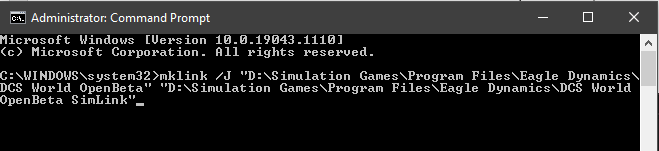 Administrator: Command Prompt
Microsoft Windows [Version 10.0.19043.1110]
(c) Microsoft Corporation. All rights reserved.
C:\WINDOWS\system32>mklink /J "D:\Simulation Games\Program Files\Eagle Dynamics\
DCS World OpenBeta" "D:\Simulation Games\Program Files\Eagle Dynamics\DCS World
OpenBeta SimLink"_